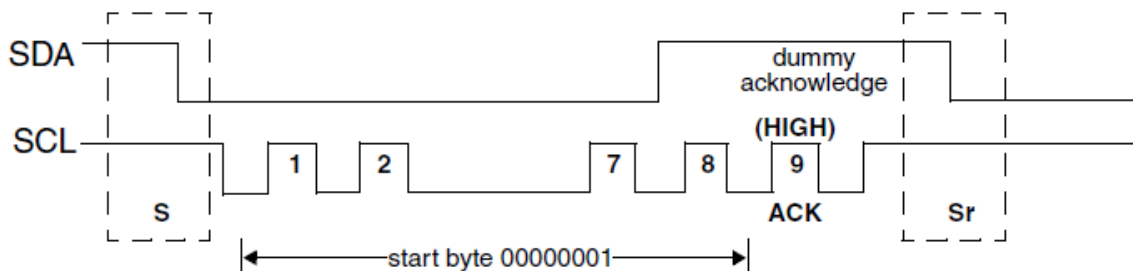 SDA
dummy
acknowledge
SCL
(HIGH)
1 2 7 8 9
S ACK Sr
start byte 00000001